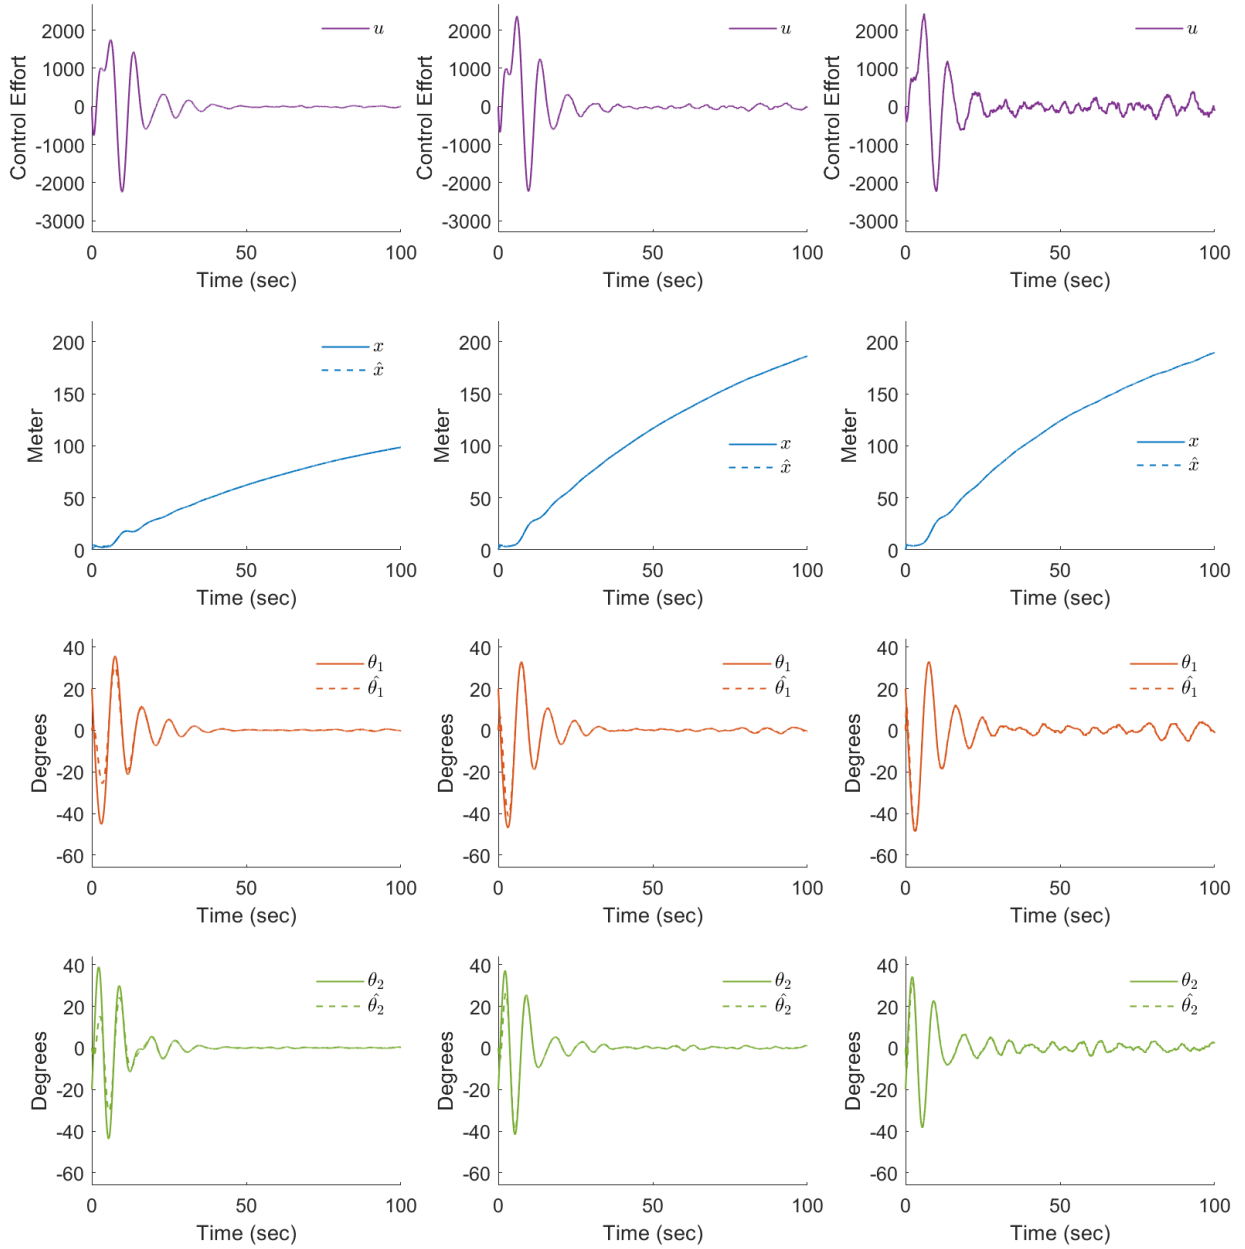 Control Effort
2000
1000
0
-1000
-2000
-3000
u
0 50 100
Time (sec)
Control Effort
2000
1000
0
-1000
-2000
-3000
u
0 50 100
Time (sec)
Control Effort
2000
1000
0
-1000
-2000
-3000
u
0 50 100
Time (sec)
Meter
200
150
100
50
0
x
x̂
0 50 100
Time (sec)
Meter
200
150
100
50
0
x
x̂
0 50 100
Time (sec)
Meter
200
150
100
50
0
x
x̂
0 50 100
Time (sec)
Degrees
40
20
0
-20
-40
-60
θ₁
θ̂₁
0 50 100
Time (sec)
Degrees
40
20
0
-20
-40
-60
θ₁
θ̂₁
0 50 100
Time (sec)
Degrees
40
20
0
-20
-40
-60
θ₁
θ̂₁
0 50 100
Time (sec)
Degrees
40
20
0
-20
-40
-60
θ₂
θ̂₂
0 50 100
Time (sec)
Degrees
40
20
0
-20
-40
-60
θ₂
θ̂₂
0 50 100
Time (sec)
Degrees
40
20
0
-20
-40
-60
θ₂
θ̂₂
0 50 100
Time (sec)